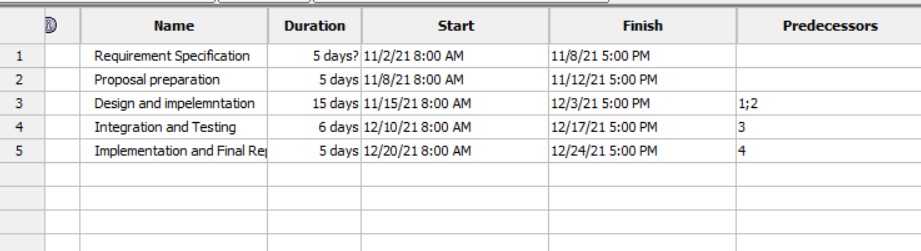 Name Duration Start Finish Predecessors
1 Requirement Specification 5 days? 11/2/21 8:00 AM 11/8/21 5:00 PM
2 Proposal preparation 5 days 11/8/21 8:00 AM 11/12/21 5:00 PM
3 Design and impelemntation 15 days 11/15/21 8:00 AM 12/3/21 5:00 PM 1;2
4 Integration and Testing 6 days 12/10/21 8:00 AM 12/17/21 5:00 PM 3
5 Implementation and Final Rep 5 days 12/20/21 8:00 AM 12/24/21 5:00 PM 4